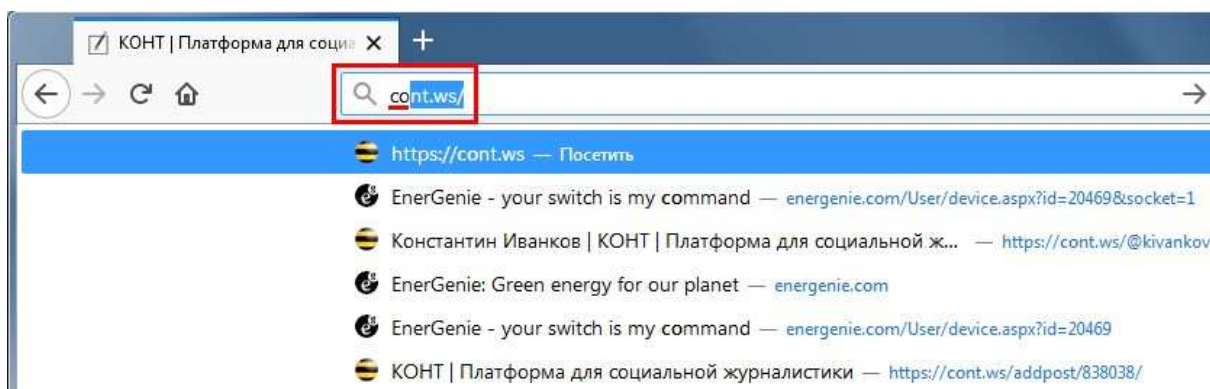 КОНТ | Платформа для социа
cont.ws/
https://cont.ws — Посетить
EnerGenie - your switch is my command — energenie.com/User/device.aspx?id=20469&socket=1
Константин Иванков | КОНТ | Платформа для социальной ж... — https://cont.ws/@kivankov
EnerGenie: Green energy for our planet — energenie.com
EnerGenie - your switch is my command — energenie.com/User/device.aspx?id=20469
КОНТ | Платформа для социальной журналистики — https://cont.ws/addpost/838038/